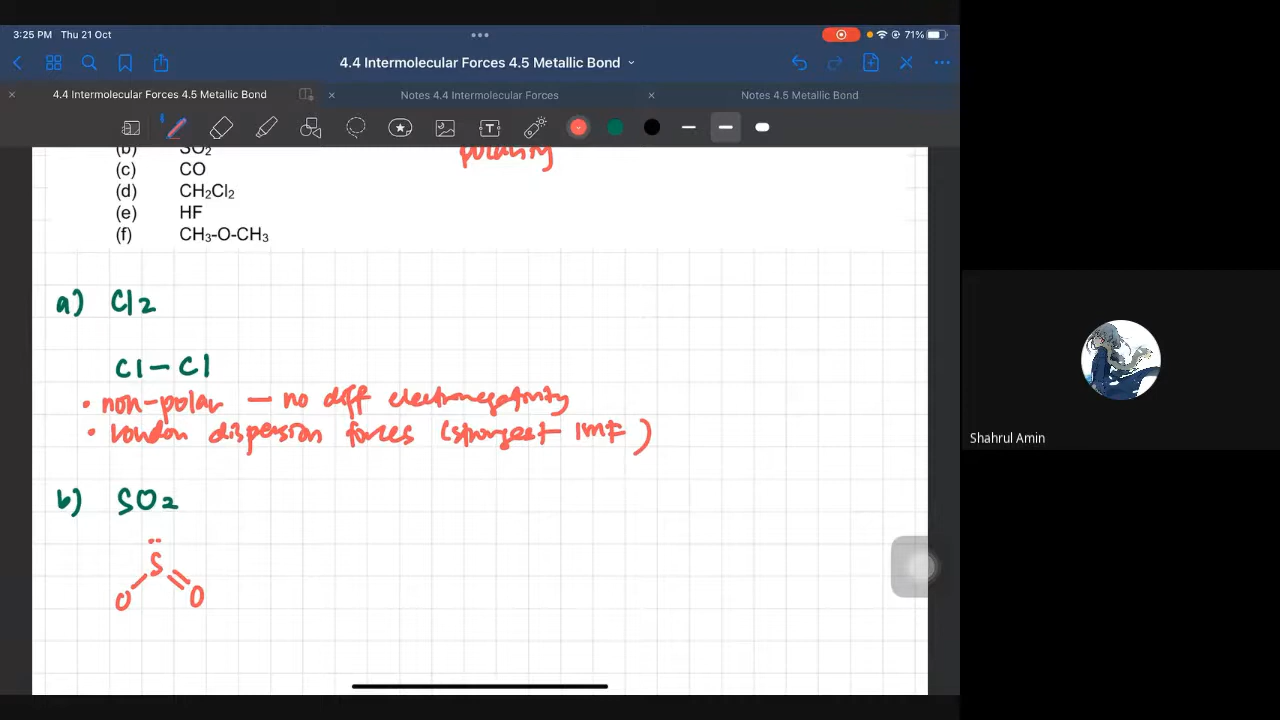 3:25 PM Thu 21 Oct
71%
4.4 Intermolecular Forces 4.5 Metallic Bond
4.4 Intermolecular Forces 4.5 Metallic Bond
Notes 4.4 Intermolecular Forces
Notes 4.5 Metallic Bond
(b) SO₂
polarity
(c) CO
(d) CH₂Cl₂
(e) HF
(f) CH₃-O-CH₃
a) Cl₂
Cl – Cl
• non-polar — no diff electronegativity
• London dispersion forces (strongest IMF)
b) SO₂
S
O O
Shahrul Amin